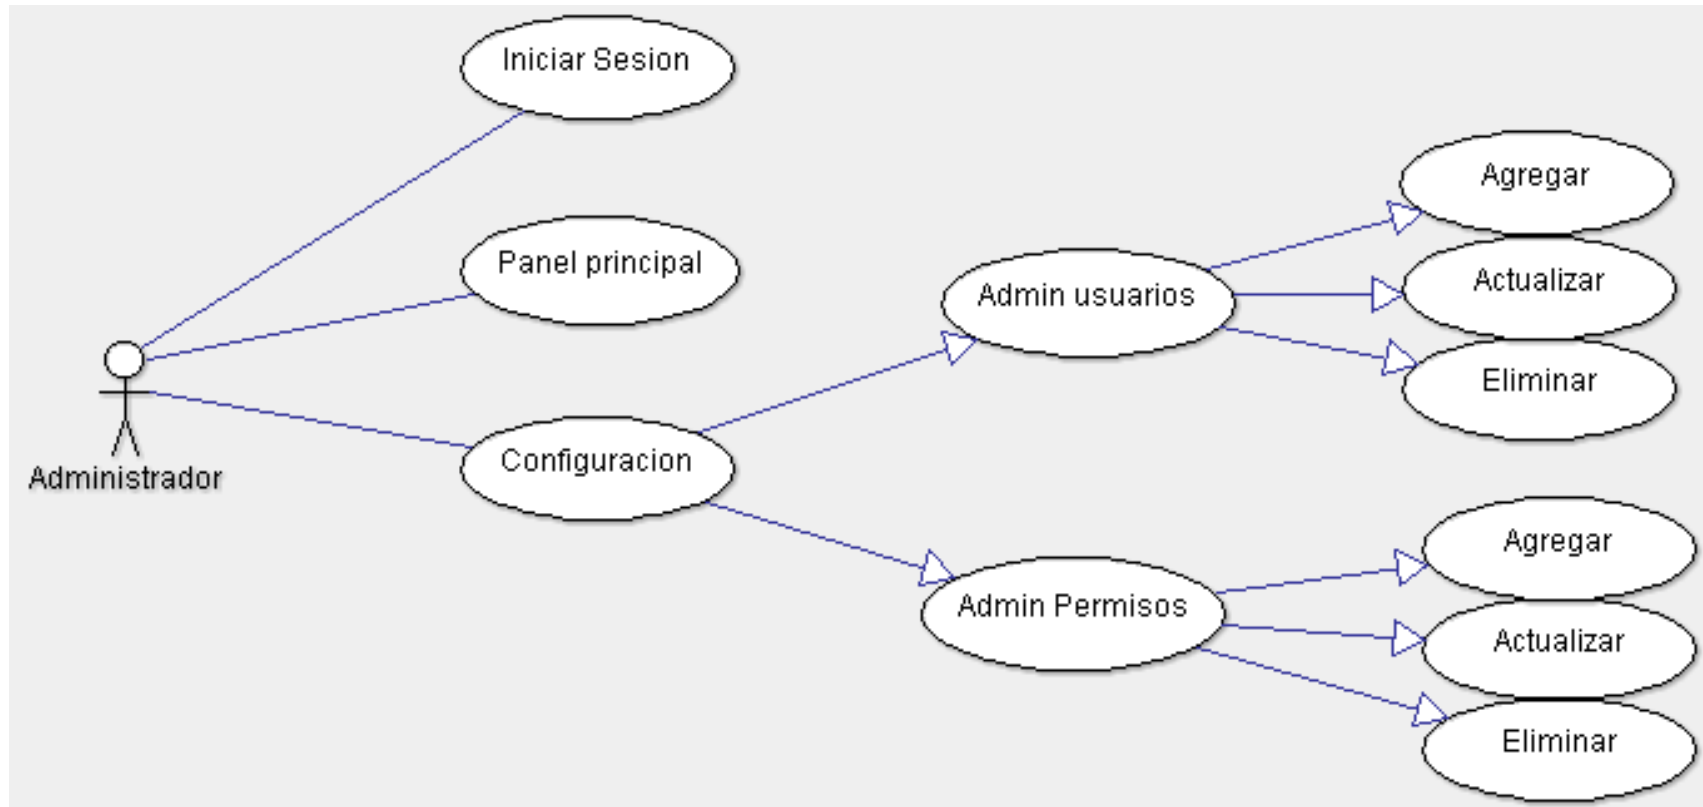 Iniciar Sesion
Panel principal
Administrador
Configuracion
Admin usuarios
Agregar
Actualizar
Eliminar
Admin Permisos
Agregar
Actualizar
Eliminar